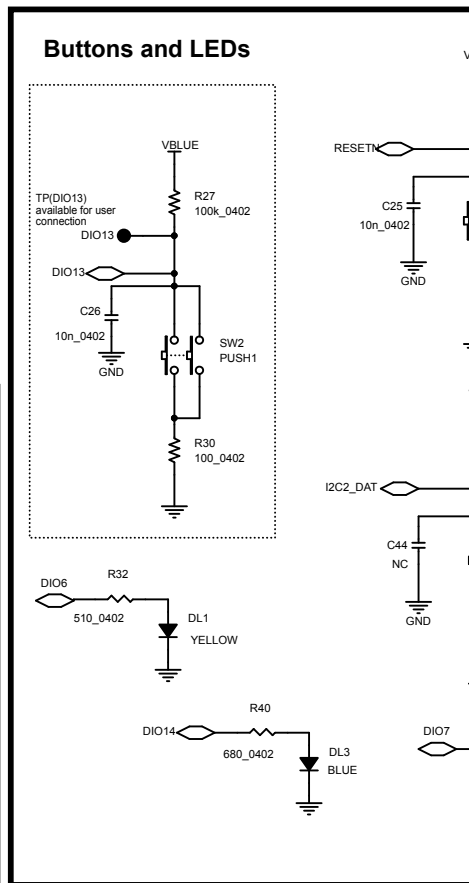 Buttons and LEDs
V
VBLUE
RESETN
R27
100k_0402
TP(DIO13)
available for user
connection
DIO13
C25
10n_0402
DIO13
GND
C26
10n_0402
SW2
PUSH1
GND
R30
100_0402
I2C2_DAT
C44
NC
GND
R32
DIO6
510_0402
DL1
YELLOW
R40
DIO14
DIO7
680_0402
DL3
BLUE